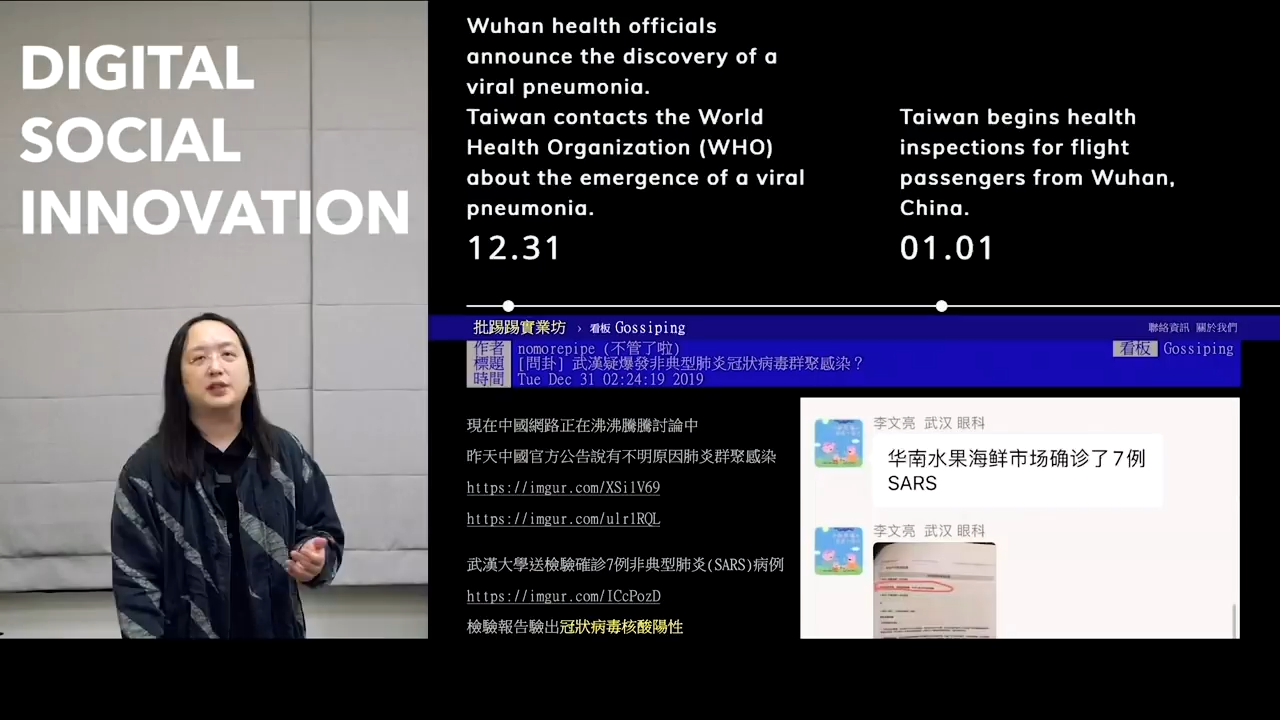 DIGITAL
SOCIAL
INNOVATION
Wuhan health officials
announce the discovery of a
viral pneumonia.
Taiwan contacts the World
Health Organization (WHO)
about the emergence of a viral
pneumonia.
12.31
Taiwan begins health
inspections for flight
passengers from Wuhan,
China.
01.01
批踢踢實業坊 › 看板 Gossiping
聯絡資訊 關於我們
作者 nomorepipe (不管了啦)
看板 Gossiping
標題 [問卦] 武漢疑爆發非典型肺炎冠狀病毒群聚感染?
時間 Tue Dec 31 02:24:19 2019
現在中國網路正在沸沸騰騰討論中
昨天中國官方公告說有不明原因肺炎群聚感染
https://imgur.com/XSi1V69
https://imgur.com/u1r1RQL
武漢大學送檢驗確診7例非典型肺炎(SARS)病例
https://imgur.com/ICcPozD
檢驗報告驗出冠狀病毒核酸陽性
李文亮 武汉 眼科
华南水果海鲜市场确诊了7例
SARS
李文亮 武汉 眼科